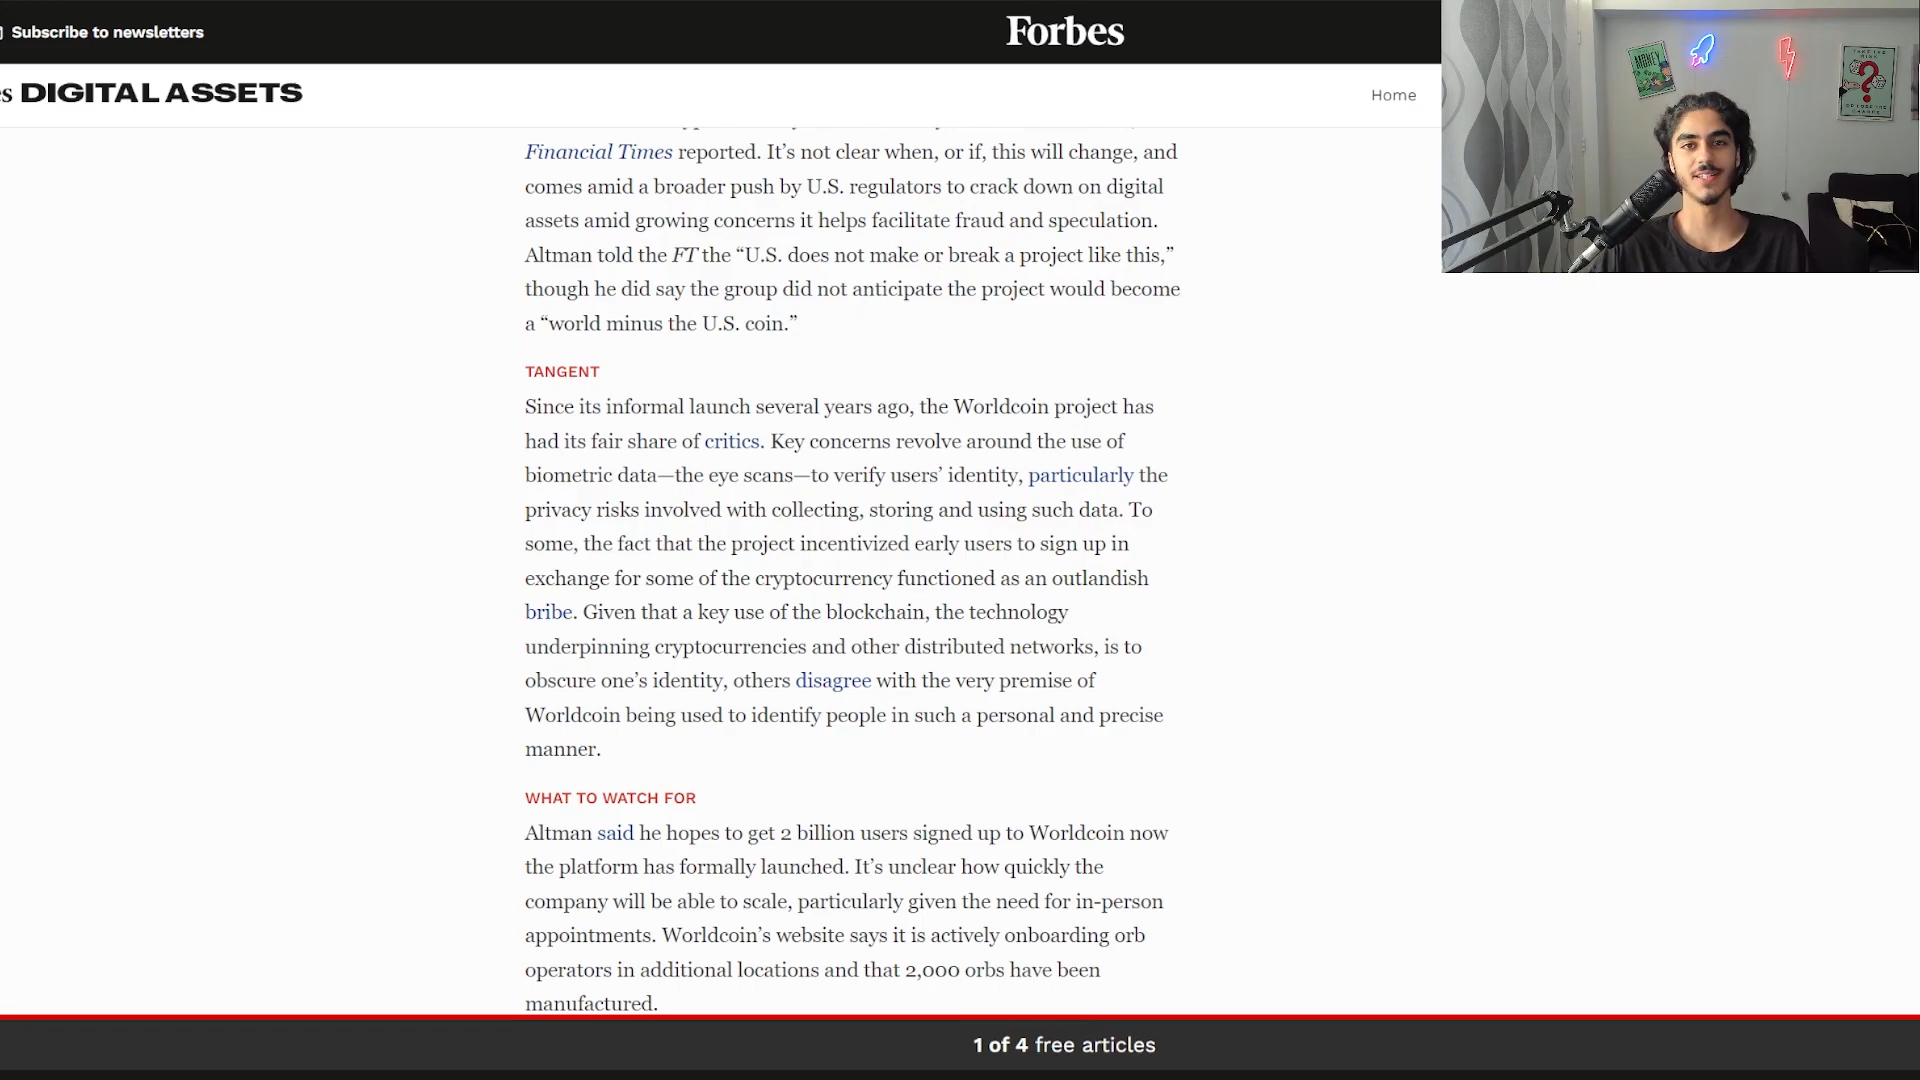 Subscribe to newsletters
Forbes
DIGITAL ASSETS
Home
MONEY
Financial Times reported. It’s not clear when, or if, this will change, and
comes amid a broader push by U.S. regulators to crack down on digital
assets amid growing concerns it helps facilitate fraud and speculation.
Altman told the FT the “U.S. does not make or break a project like this,”
though he did say the group did not anticipate the project would become
a “world minus the U.S. coin.”
TANGENT
Since its informal launch several years ago, the Worldcoin project has
had its fair share of critics. Key concerns revolve around the use of
biometric data—the eye scans—to verify users’ identity, particularly the
privacy risks involved with collecting, storing and using such data. To
some, the fact that the project incentivized early users to sign up in
exchange for some of the cryptocurrency functioned as an outlandish
bribe. Given that a key use of the blockchain, the technology
underpinning cryptocurrencies and other distributed networks, is to
obscure one’s identity, others disagree with the very premise of
Worldcoin being used to identify people in such a personal and precise
manner.
WHAT TO WATCH FOR
Altman said he hopes to get 2 billion users signed up to Worldcoin now
the platform has formally launched. It’s unclear how quickly the
company will be able to scale, particularly given the need for in-person
appointments. Worldcoin’s website says it is actively onboarding orb
operators in additional locations and that 2,000 orbs have been
manufactured.
1 of 4 free articles